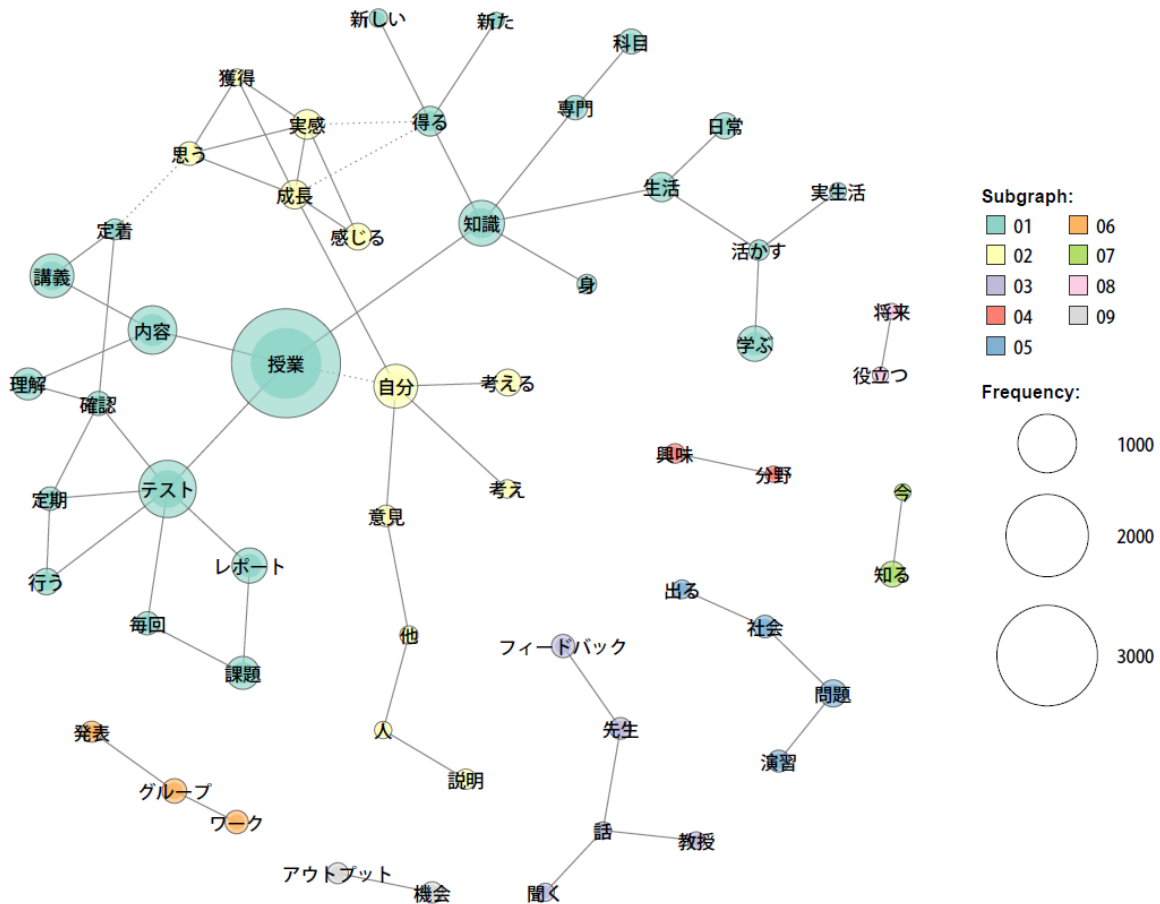 新しい
新た
科目
獲得
専門
実感
得る
日常
思う
生活
実生活
成長
知識
定着
感じる
活かす
講義
身
将来
内容
学ぶ
授業
役立つ
理解
自分
考える
確認
興味
分野
テスト
考え
今
定期
意見
レポート
知る
行う
出る
毎回
他
社会
フィードバック
課題
問題
発表
人
先生
演習
説明
グループ
ワーク
話
教授
アウトプット
機会
聞く
Subgraph:
01
02
03
04
05
06
07
08
09
Frequency:
1000
2000
3000